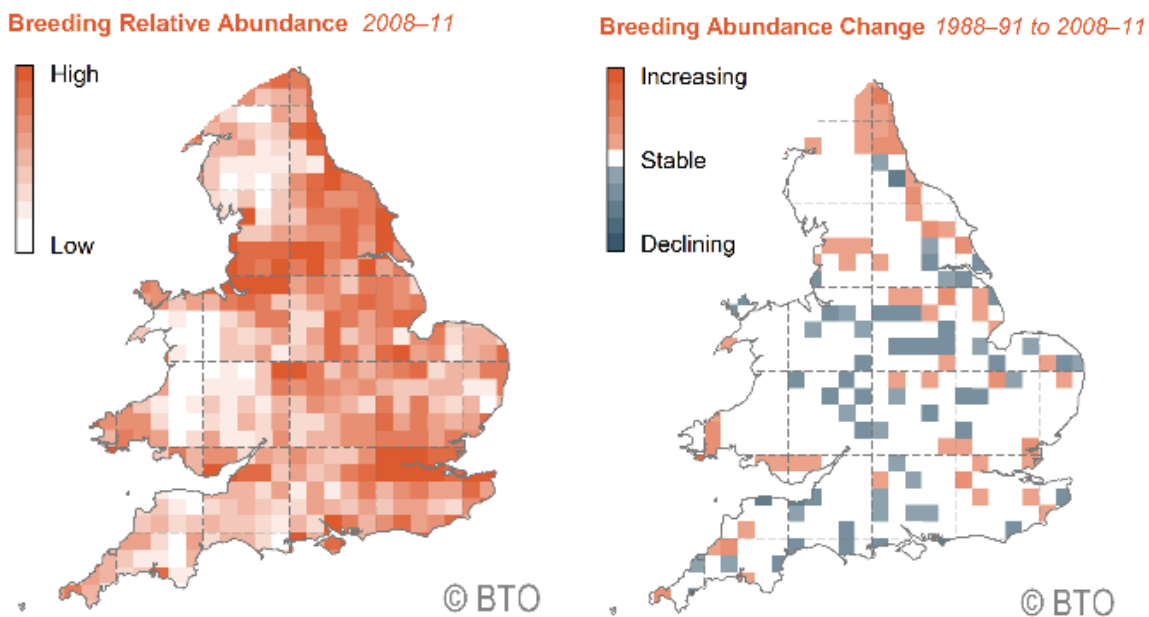 Breeding Relative Abundance 2008–11
High
Low
© BTO
Breeding Abundance Change 1988–91 to 2008–11
Increasing
Stable
Declining
© BTO